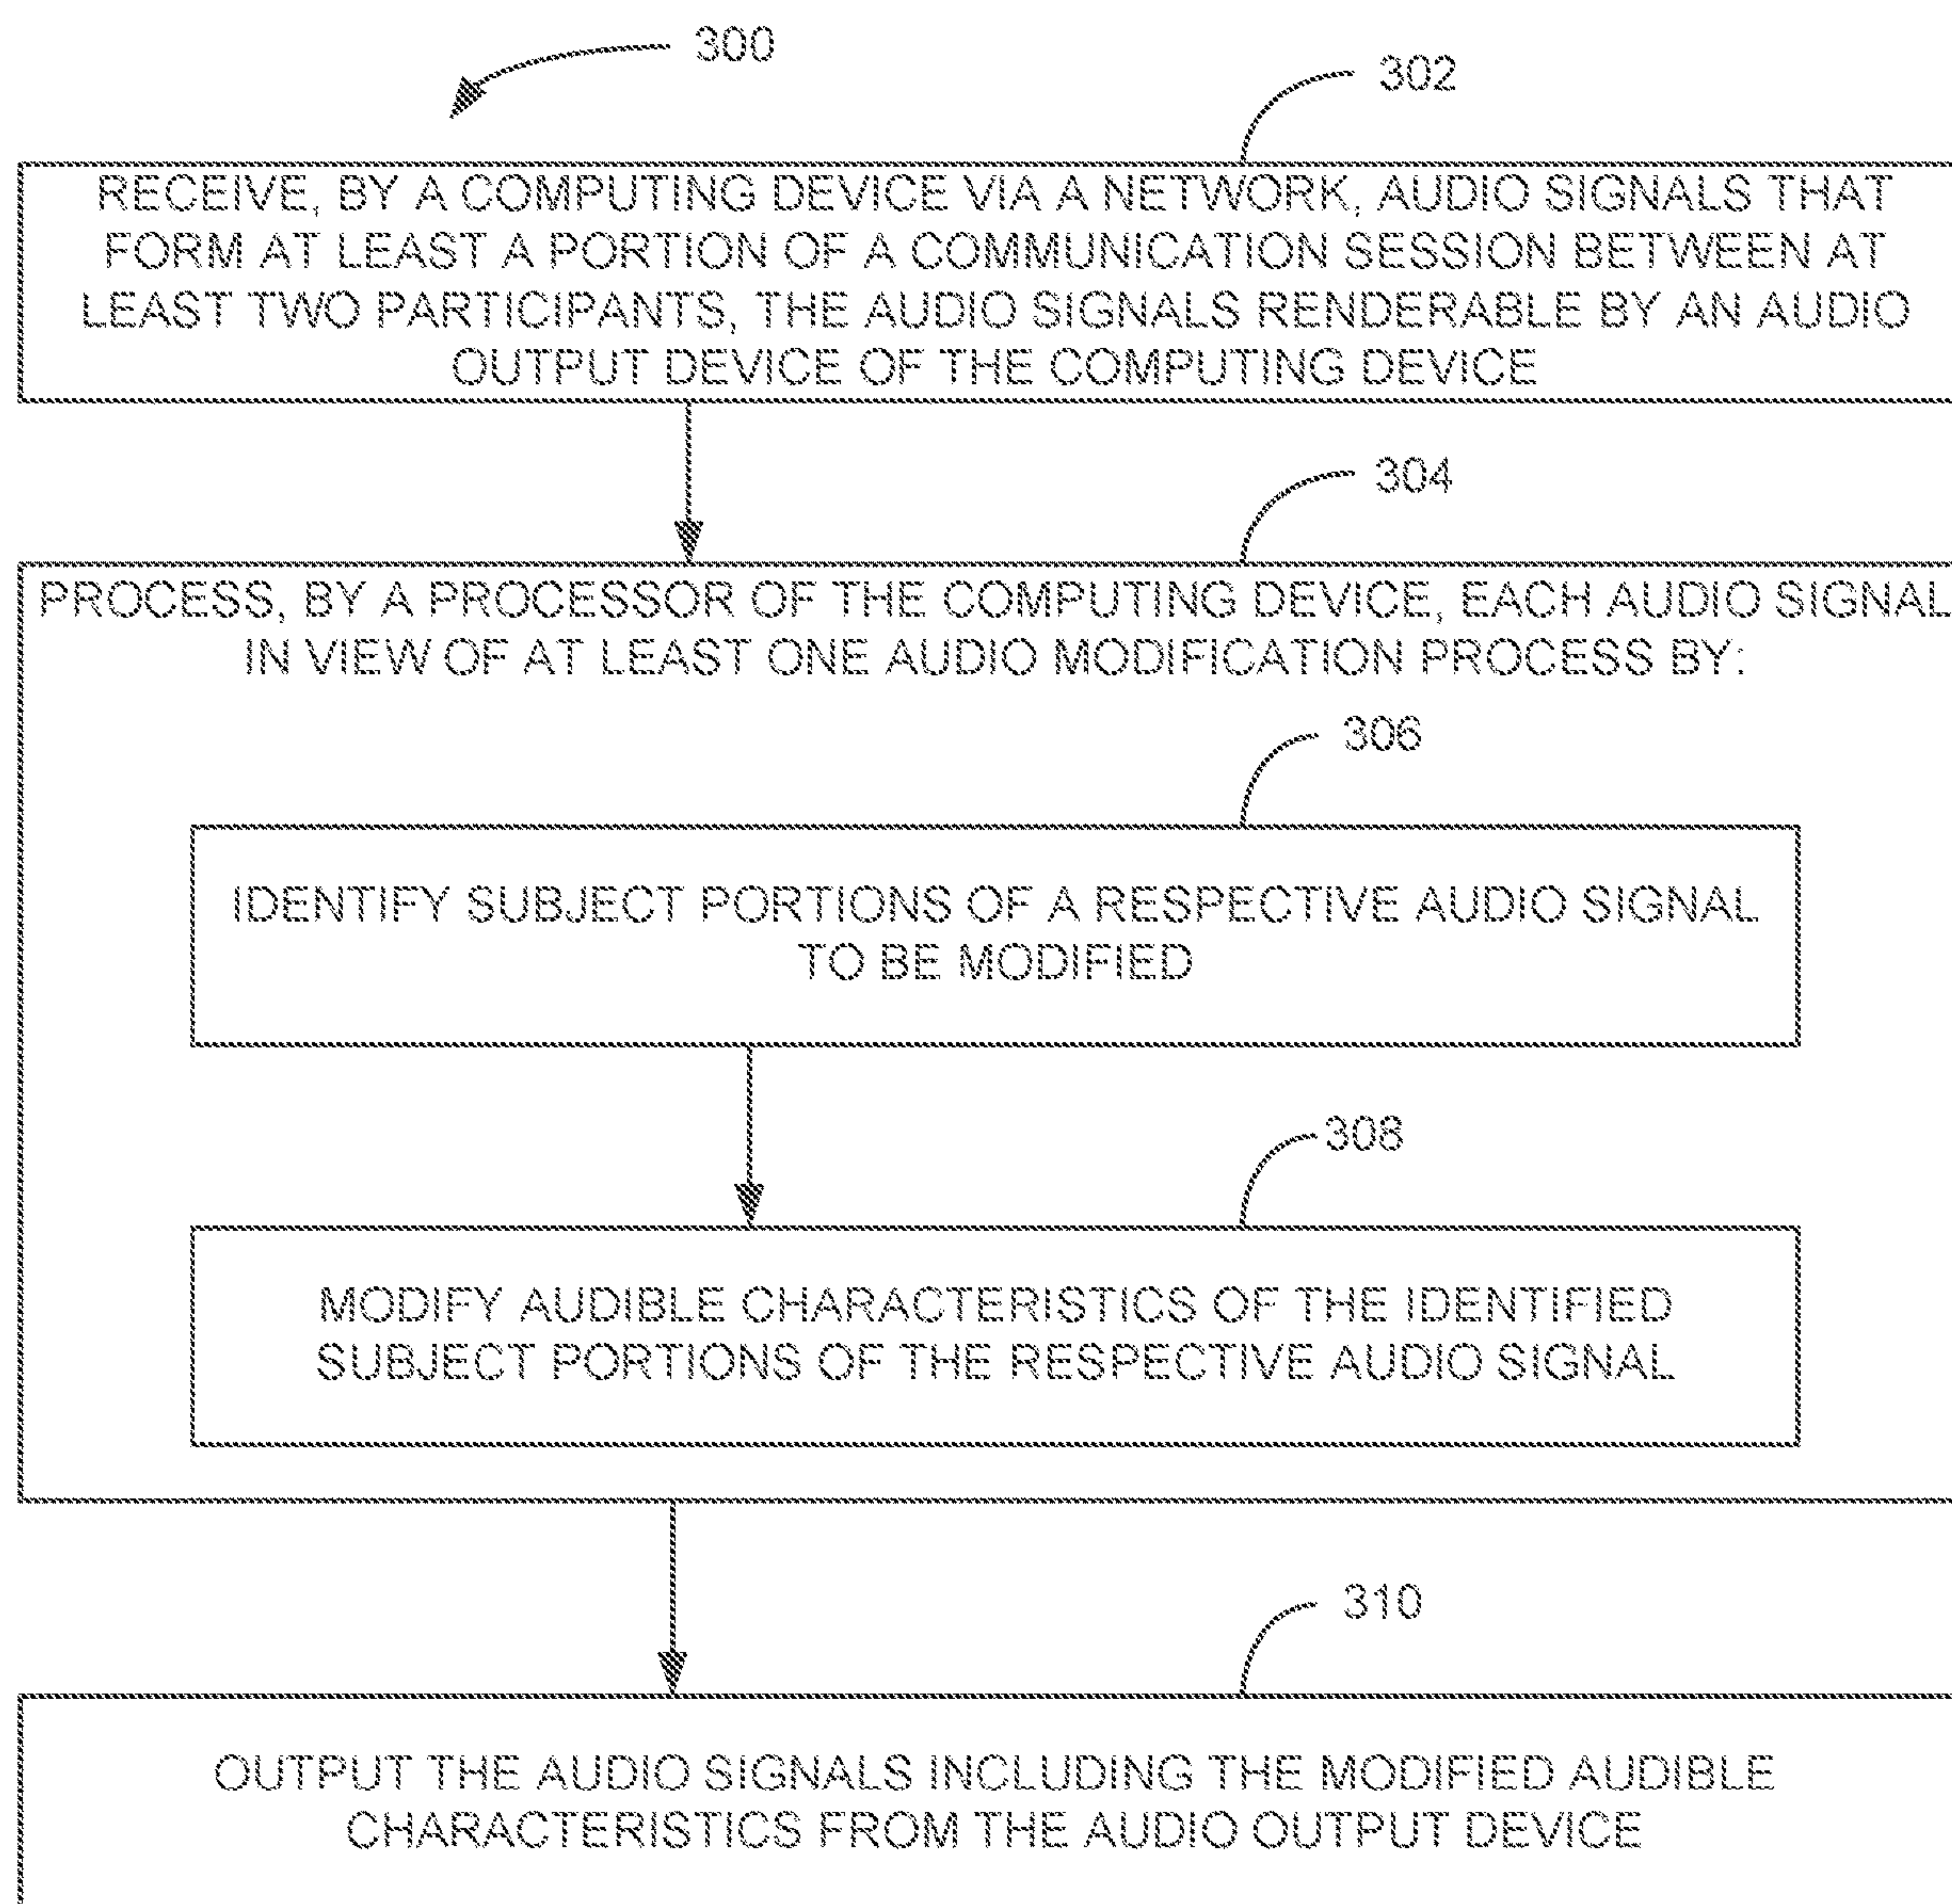 300
302
RECEIVE, BY A COMPUTING DEVICE VIA A NETWORK, AUDIO SIGNALS THAT
FORM AT LEAST A PORTION OF A COMMUNICATION SESSION BETWEEN AT
LEAST TWO PARTICIPANTS, THE AUDIO SIGNALS RENDERABLE BY AN AUDIO
OUTPUT DEVICE OF THE COMPUTING DEVICE
304
PROCESS, BY A PROCESSOR OF THE COMPUTING DEVICE, EACH AUDIO SIGNAL
IN VIEW OF AT LEAST ONE AUDIO MODIFICATION PROCESS BY:
306
IDENTIFY SUBJECT PORTIONS OF A RESPECTIVE AUDIO SIGNAL
TO BE MODIFIED
308
MODIFY AUDIBLE CHARACTERISTICS OF THE IDENTIFIED
SUBJECT PORTIONS OF THE RESPECTIVE AUDIO SIGNAL
310
OUTPUT THE AUDIO SIGNALS INCLUDING THE MODIFIED AUDIBLE
CHARACTERISTICS FROM THE AUDIO OUTPUT DEVICE